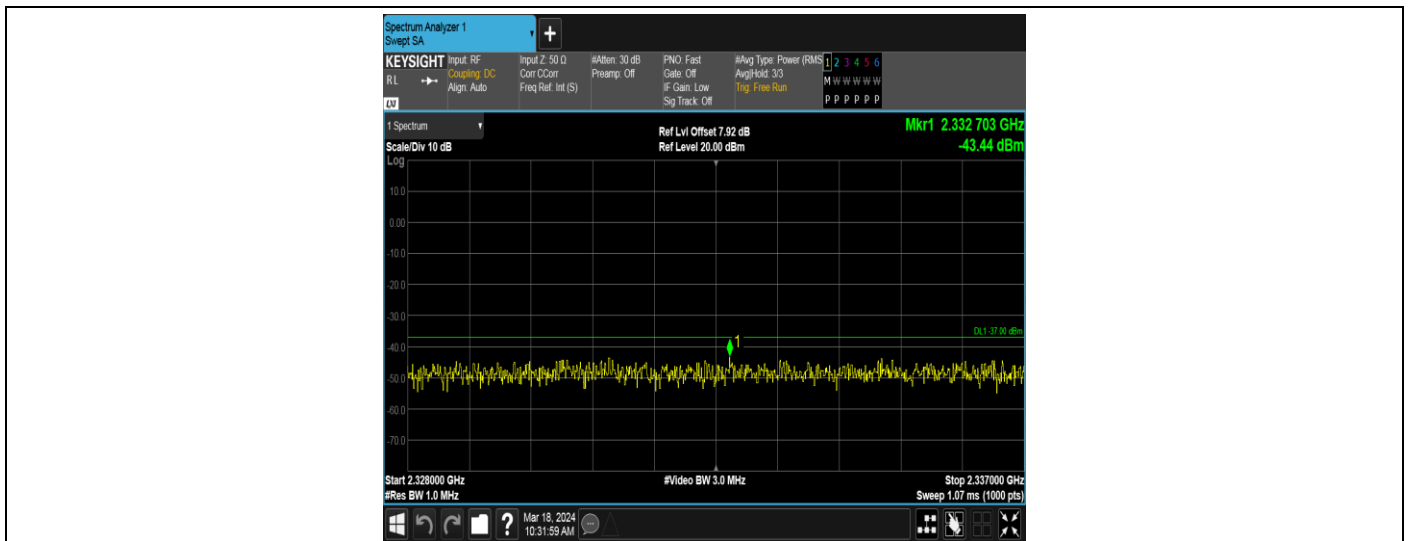 Spectrum Analyzer 1
Swept SA
+
KEYSIGHT Input: RF Input Z: 50 Ω #Atten: 30 dB PNO: Fast #Avg Type: Power (RMS 1 2 3 4 5 6
RL Coupling: DC Corr CCorr Preamp: Off Gate: Off Avg|Hold: 3/3 M W W W W W
Align: Auto Freq Ref: Int (S) IF Gain: Low Trig: Free Run P P P P P P
LXI Sig Track: Off
1 Spectrum Ref Lvl Offset 7.92 dB Mkr1 2.332 703 GHz
Scale/Div 10 dB Ref Level 20.00 dBm -43.44 dBm
Log
10.0
0.00
-10.0
-20.0
-30.0
DL1 -37.00 dBm
-40.0
1
-50.0
-60.0
-70.0
Start 2.328000 GHz #Video BW 3.0 MHz Stop 2.337000 GHz
#Res BW 1.0 MHz Sweep 1.07 ms (1000 pts)
? Mar 18, 2024
10:31:59 AM